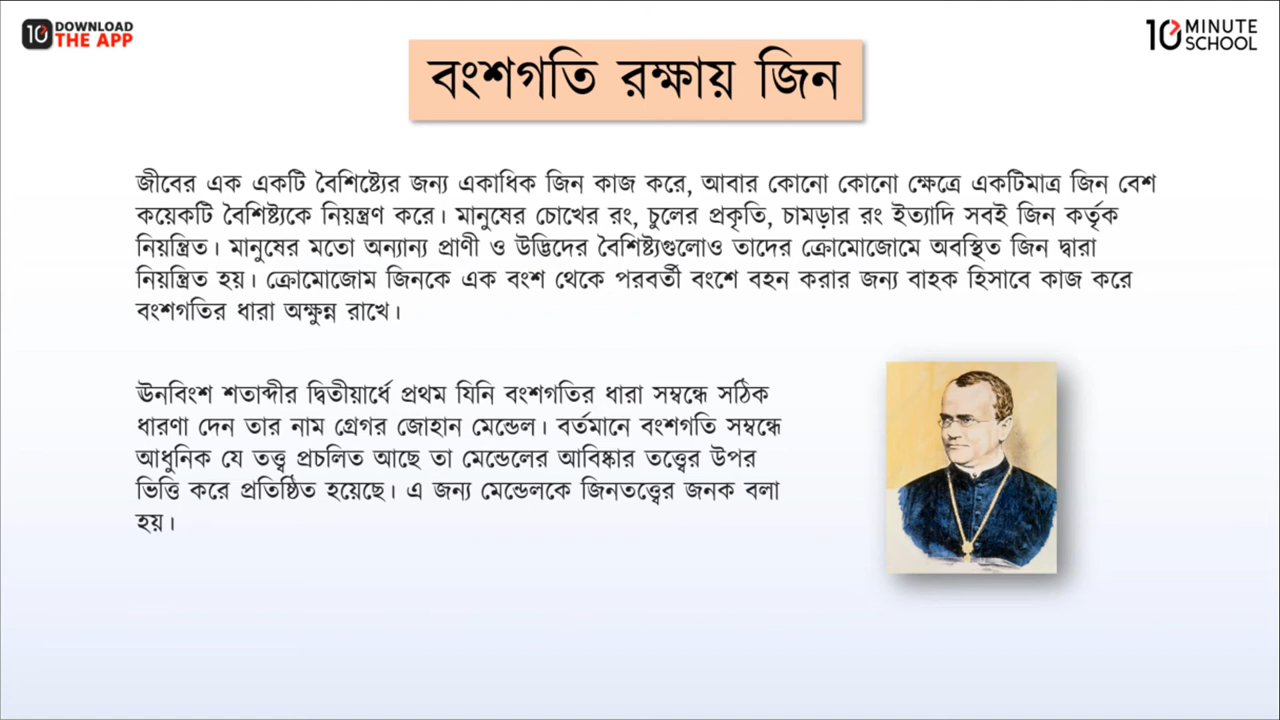 10 DOWNLOAD
THE APP
10 MINUTE
SCHOOL
বংশগতি রক্ষায় জিন
জীবের এক একটি বৈশিষ্ট্যের জন্য একাধিক জিন কাজ করে, আবার কোনো কোনো ক্ষেত্রে একটিমাত্র জিন বেশ
কয়েকটি বৈশিষ্ট্যকে নিয়ন্ত্রণ করে। মানুষের চোখের রং, চুলের প্রকৃতি, চামড়ার রং ইত্যাদি সবই জিন কর্তৃক
নিয়ন্ত্রিত। মানুষের মতো অন্যান্য প্রাণী ও উদ্ভিদের বৈশিষ্ট্যগুলোও তাদের ক্রোমোজোমে অবস্থিত জিন দ্বারা
নিয়ন্ত্রিত হয়। ক্রোমোজোম জিনকে এক বংশ থেকে পরবর্তী বংশে বহন করার জন্য বাহক হিসাবে কাজ করে
বংশগতির ধারা অক্ষুন্ন রাখে।
ঊনবিংশ শতাব্দীর দ্বিতীয়ার্ধে প্রথম যিনি বংশগতির ধারা সম্বন্ধে সঠিক
ধারণা দেন তার নাম গ্রেগর জোহান মেন্ডেল। বর্তমানে বংশগতি সম্বন্ধে
আধুনিক যে তত্ত্ব প্রচলিত আছে তা মেন্ডেলের আবিষ্কার তত্ত্বের উপর
ভিত্তি করে প্রতিষ্ঠিত হয়েছে। এ জন্য মেন্ডেলকে জিনতত্ত্বের জনক বলা
হয়।